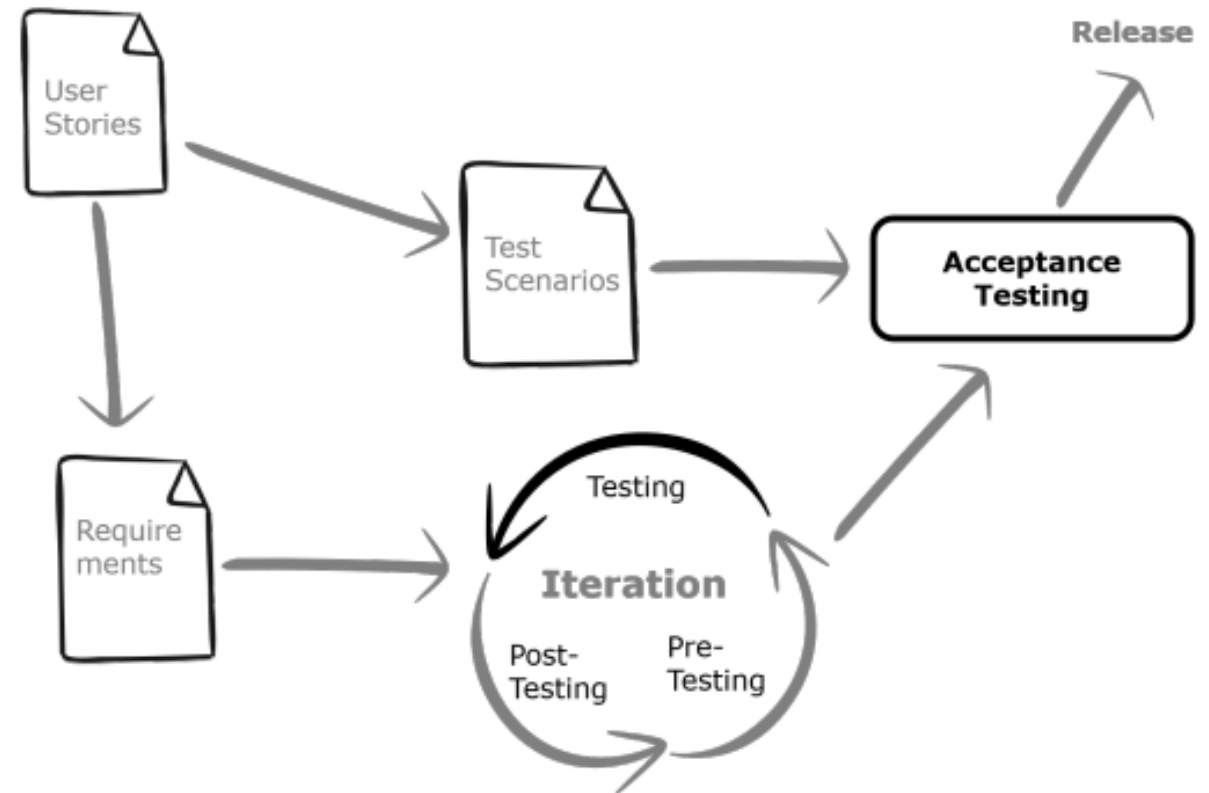 Release
User
Stories
Test
Scenarios
Acceptance
Testing
Require
ments
Testing
Iteration
Post-
Testing
Pre-
Testing